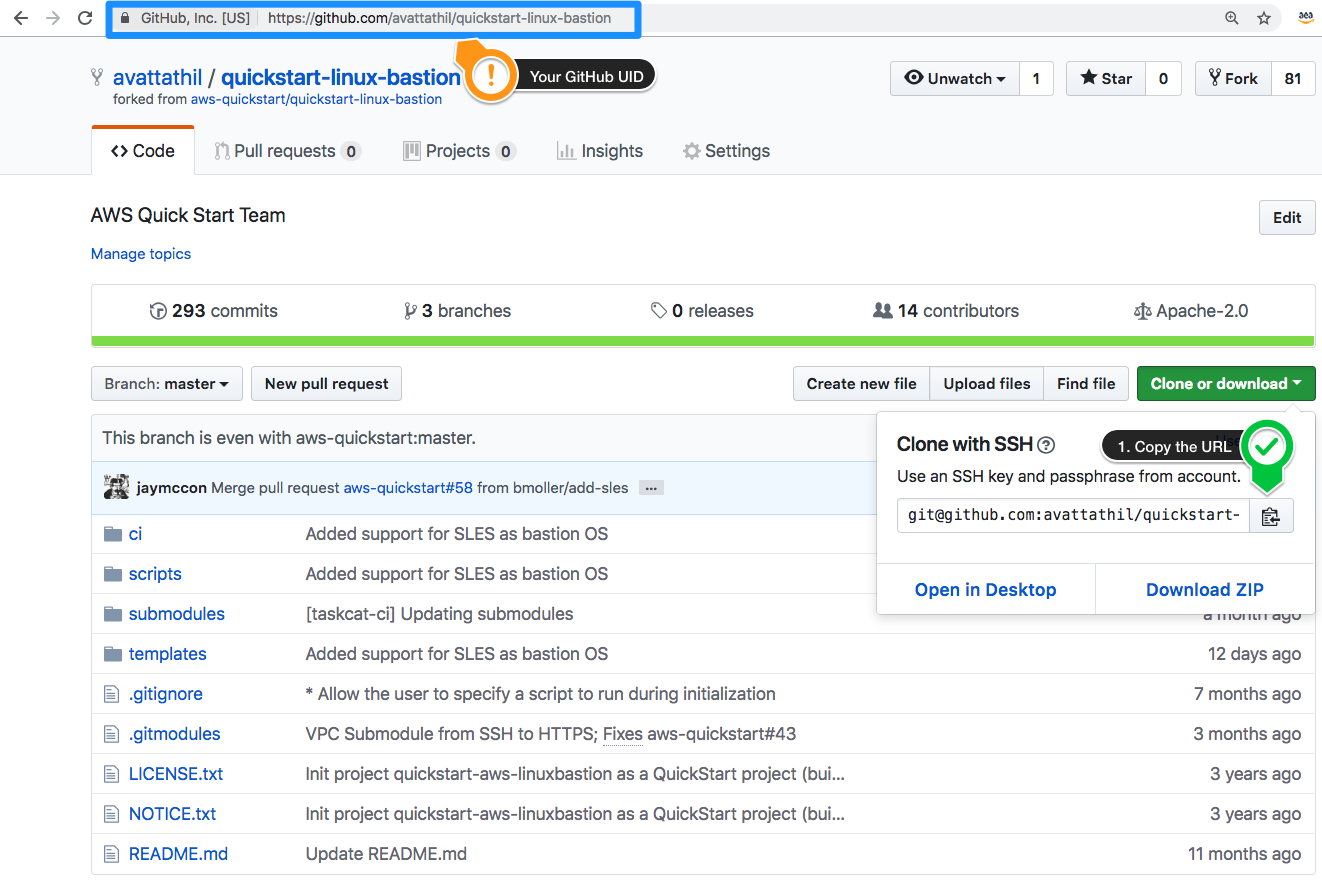 GitHub, Inc. [US] https://github.com/avattathil/quickstart-linux-bastion
aea
avattathil / quickstart-linux-bastion
! Your GitHub UID
Unwatch 1 Star 0 Fork 81
forked from aws-quickstart/quickstart-linux-bastion
Code Pull requests 0 Projects 0 Insights Settings
AWS Quick Start Team
Edit
Manage topics
293 commits 3 branches 0 releases 14 contributors Apache-2.0
Branch: master New pull request Create new file Upload files Find file Clone or download
This branch is even with aws-quickstart:master.
Clone with SSH ?
1. Copy the URL
Use an SSH key and passphrase from account.
git@github.com:avattathil/quickstart-
Open in Desktop Download ZIP
jaymccon Merge pull request aws-quickstart#58 from bmoller/add-sles ...
ci Added support for SLES as bastion OS
scripts Added support for SLES as bastion OS
submodules [taskcat-ci] Updating submodules a month ago
templates Added support for SLES as bastion OS 12 days ago
.gitignore * Allow the user to specify a script to run during initialization 7 months ago
.gitmodules VPC Submodule from SSH to HTTPS; Fixes aws-quickstart#43 3 months ago
LICENSE.txt Init project quickstart-aws-linuxbastion as a QuickStart project (bui... 3 years ago
NOTICE.txt Init project quickstart-aws-linuxbastion as a QuickStart project (bui... 3 years ago
README.md Update README.md 11 months ago